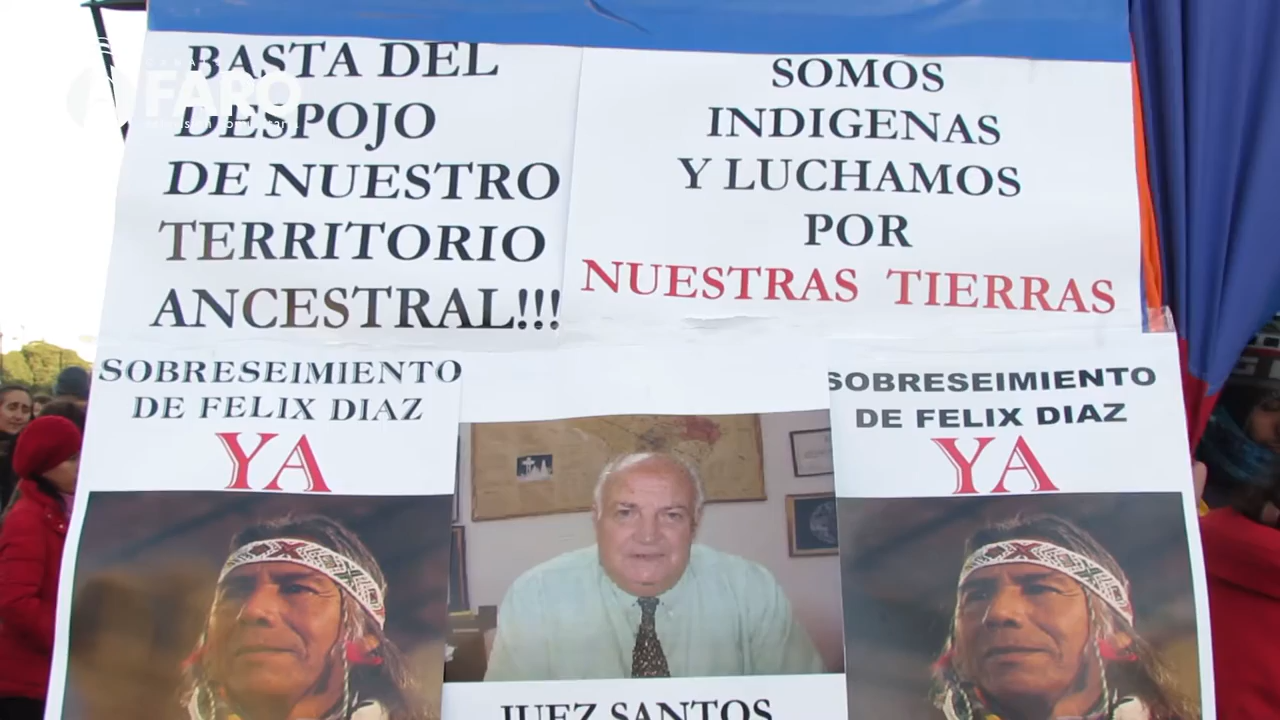 BASTA DEL
DESPOJO
DE NUESTRO
TERRITORIO
ANCESTRAL!!!
SOMOS
INDIGENAS
Y LUCHAMOS
POR
NUESTRAS TIERRAS
SOBRESEIMIENTO
DE FELIX DIAZ
YA
SOBRESEIMIENTO
DE FELIX DIAZ
YA
JUEZ SANTOS
FARO